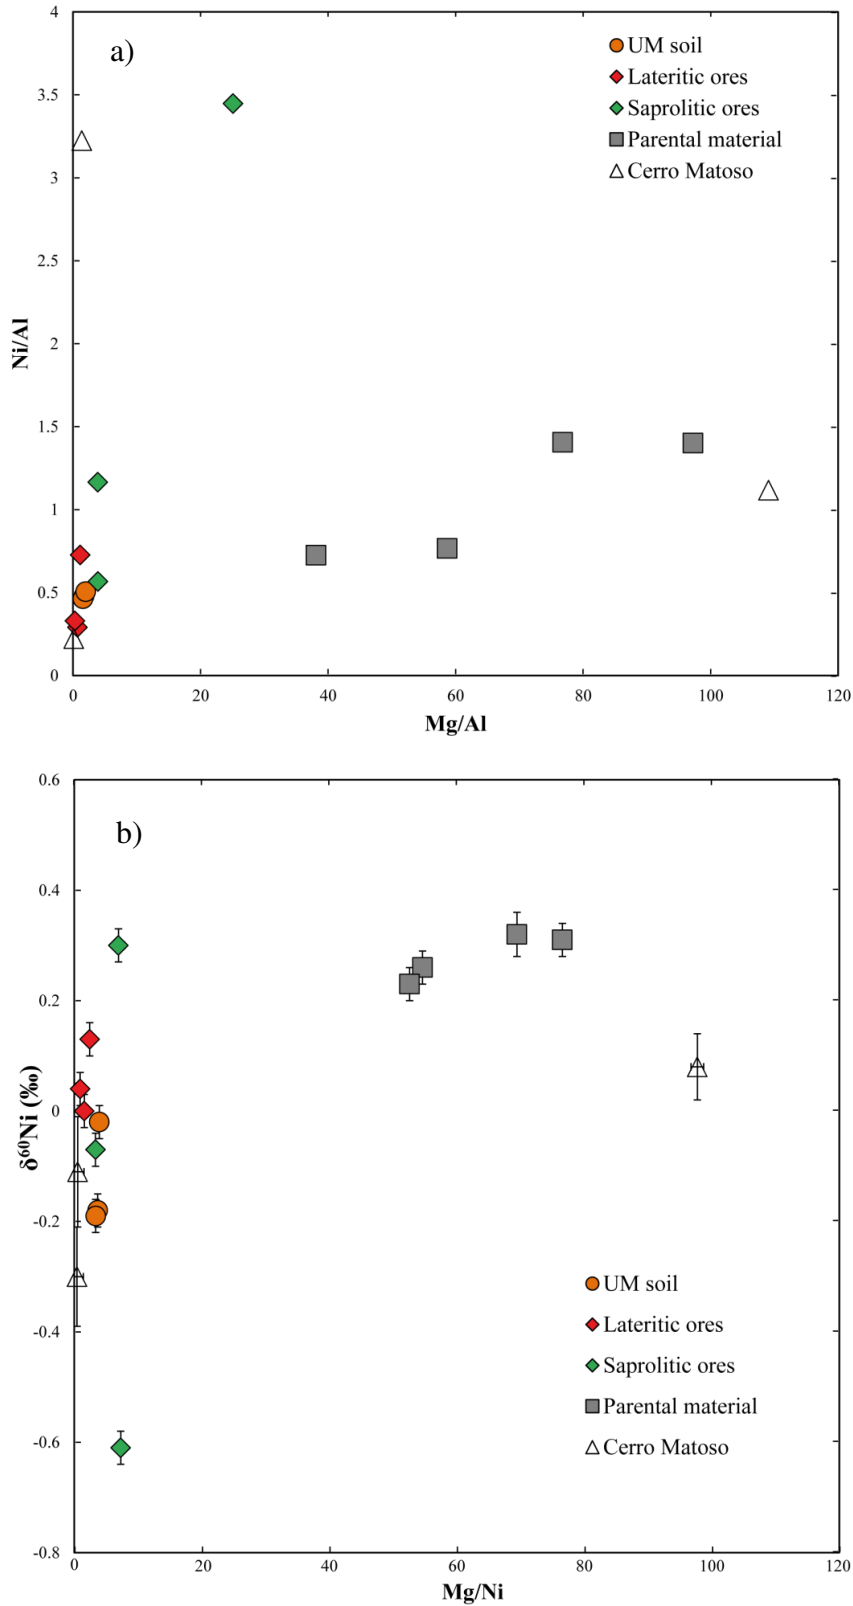 4
a)
UM soil
Lateritic ores
3.5
Saprolitic ores
Parental material
Cerro Matoso
3
2.5
Ni/Al
2
1.5
1
0.5
0
0 20 40 60 80 100 120
Mg/Al
0.6
b)
0.4
0.2
0
δ⁶⁰Ni (‰)
-0.2
UM soil
Lateritic ores
-0.4
Saprolitic ores
Parental material
-0.6
Cerro Matoso
-0.8
0 20 40 60 80 100 120
Mg/Ni